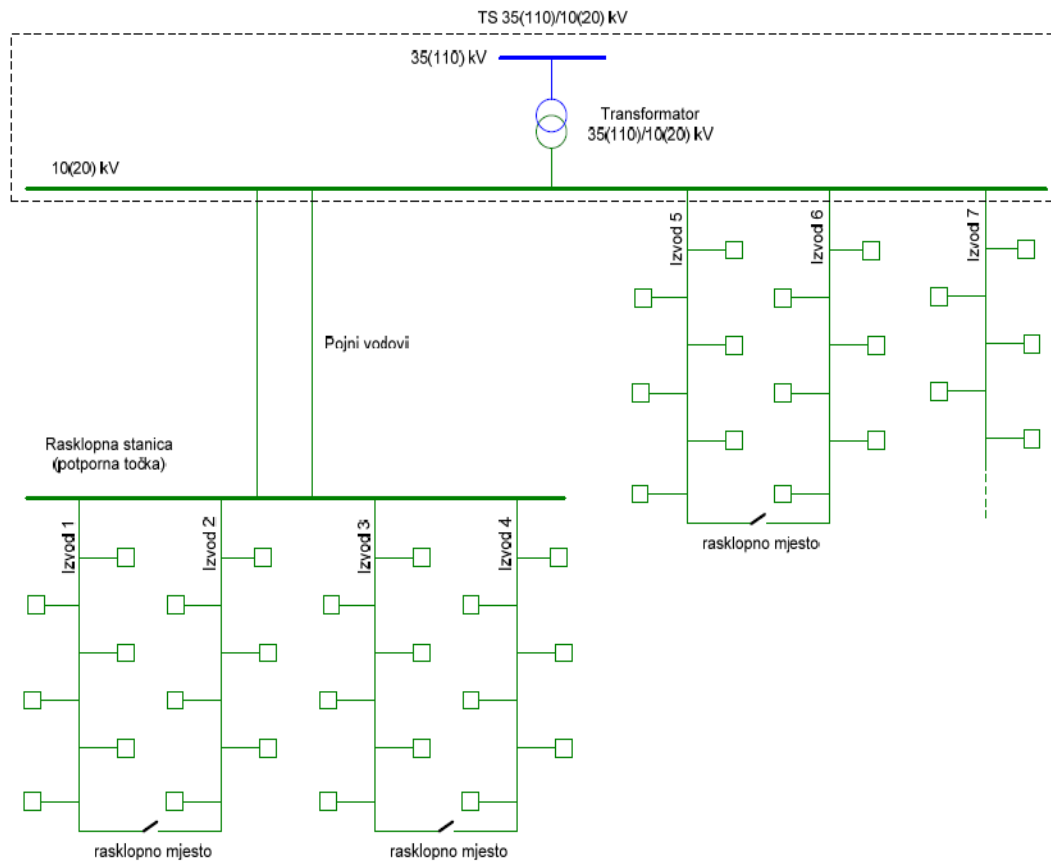 TS 35(110)/10(20) kV
35(110) kV
Transformator
35(110)/10(20) kV
10(20) kV
Izvod 5
Izvod 6
Izvod 7
Pojni vodovi
Rasklopna stanica
(potporna točka)
Izvod 1
Izvod 2
Izvod 3
Izvod 4
rasklopno mjesto
rasklopno mjesto
rasklopno mjesto